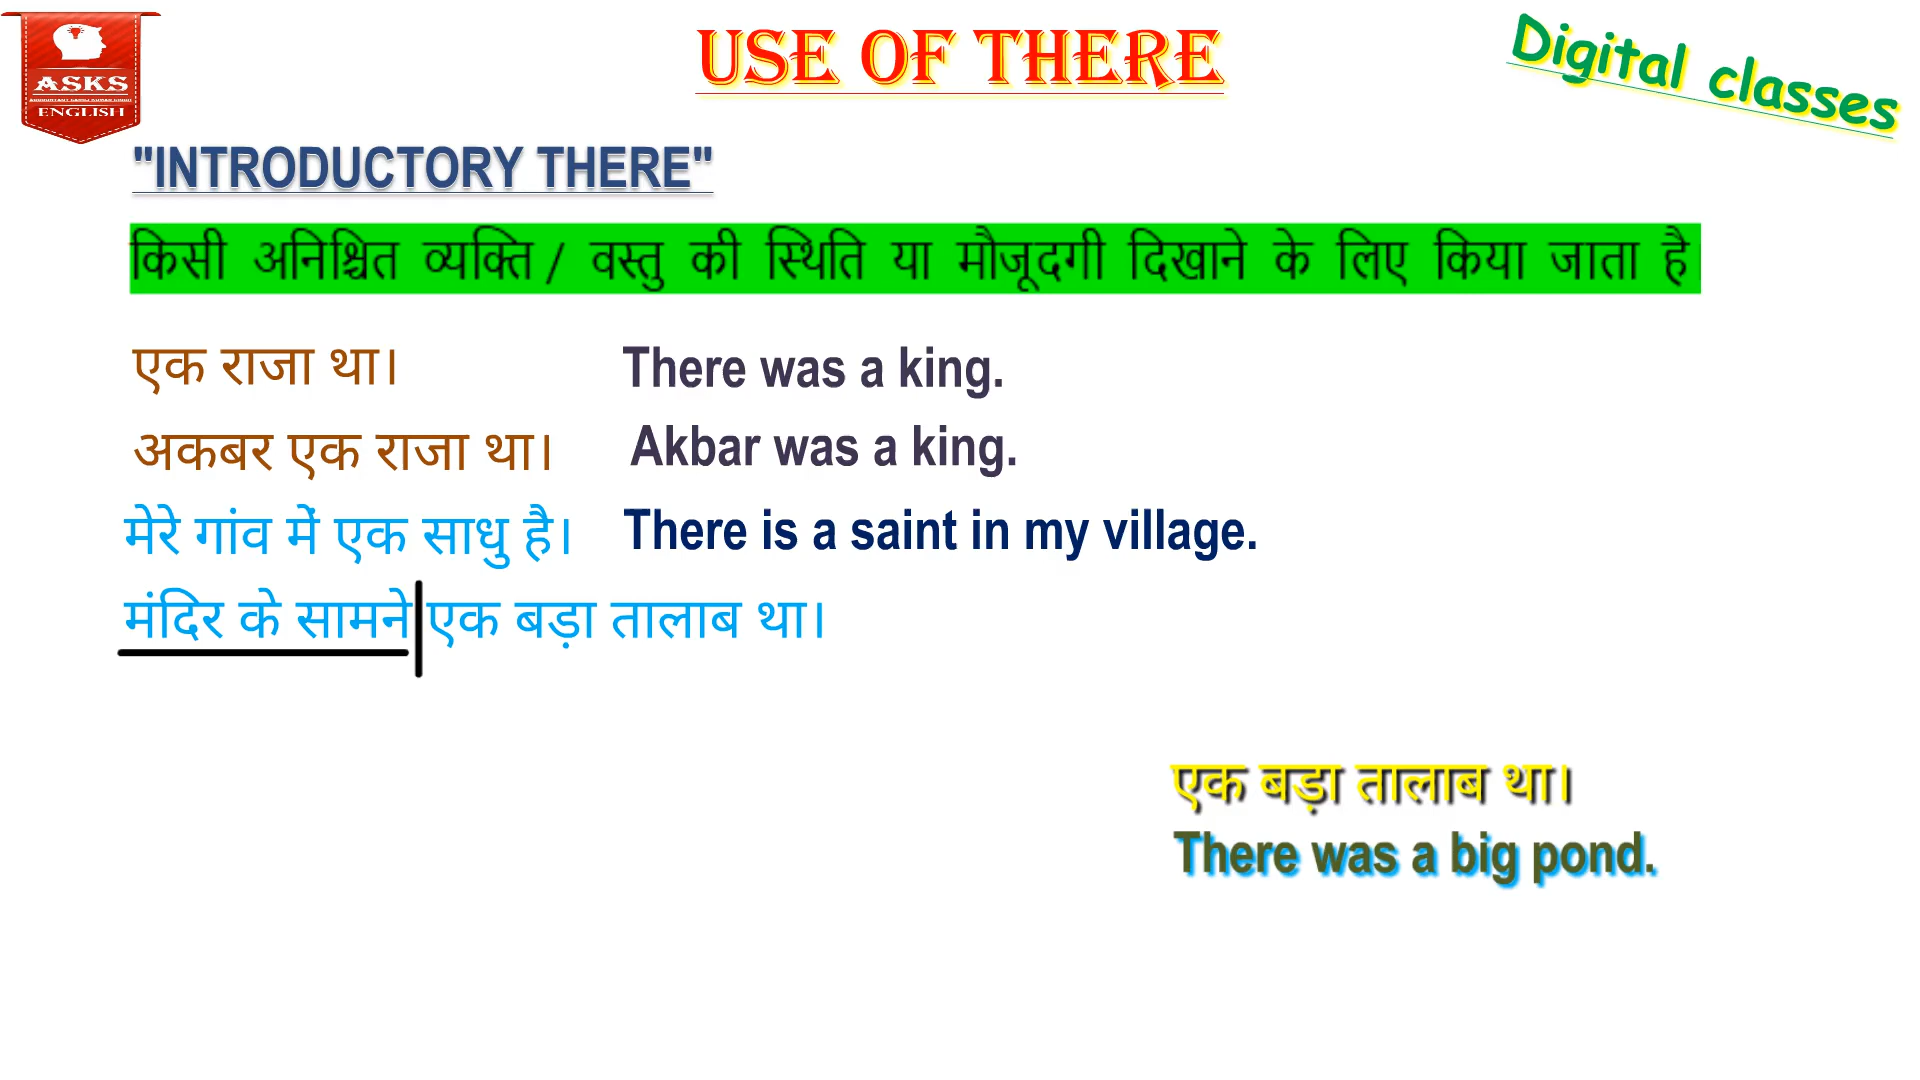 ASKS
ENGLISH
USE OF THERE
Digital classes
"INTRODUCTORY THERE"
किसी अनिश्चित व्यक्ति / वस्तु की स्थिति या मौजूदगी दिखाने के लिए किया जाता है
एक राजा था। There was a king.
अकबर एक राजा था। Akbar was a king.
मेरे गांव में एक साधु है। There is a saint in my village.
मंदिर के सामने एक बड़ा तालाब था।
एक बड़ा तालाब था।
There was a big pond.